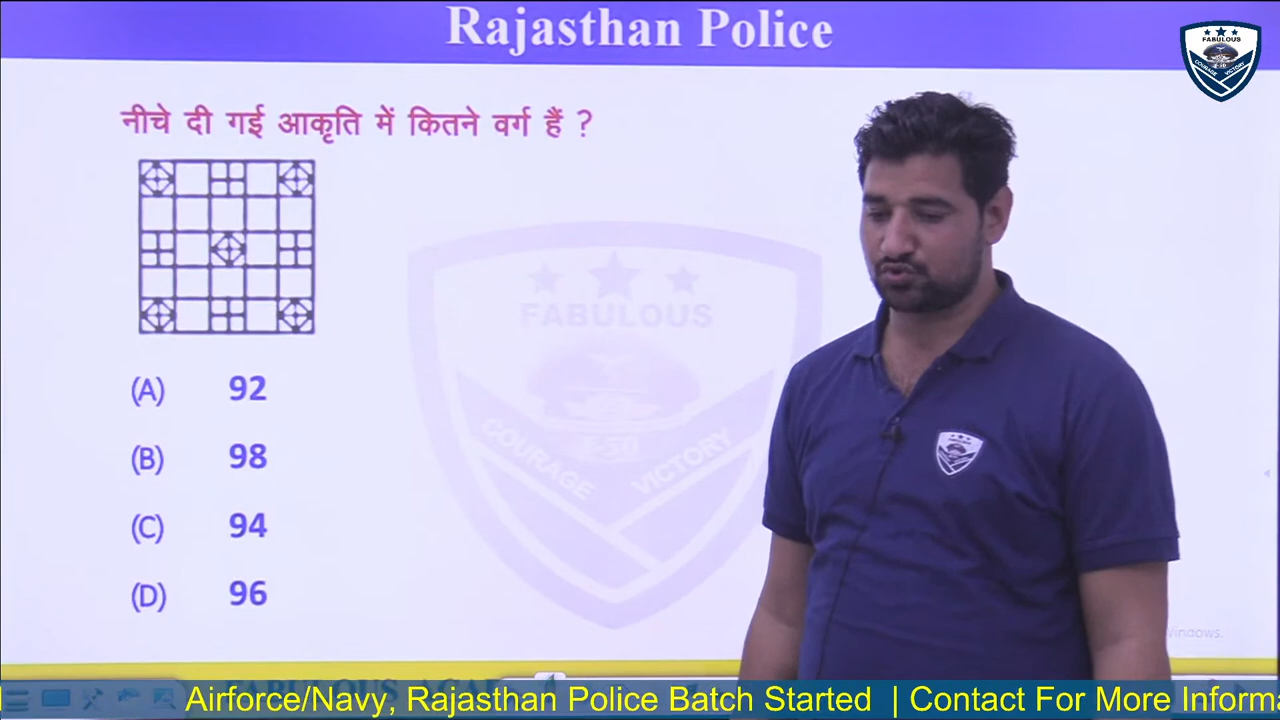 Rajasthan Police
FABULOUS
COURAGE
VICTORY
नीचे दी गई आकृति में कितने वर्ग हैं ?
(A) 92
(B) 98
(C) 94
(D) 96
FABULOUS
COURAGE
VICTORY
Windows.
Airforce/Navy, Rajasthan Police Batch Started | Contact For More Informa